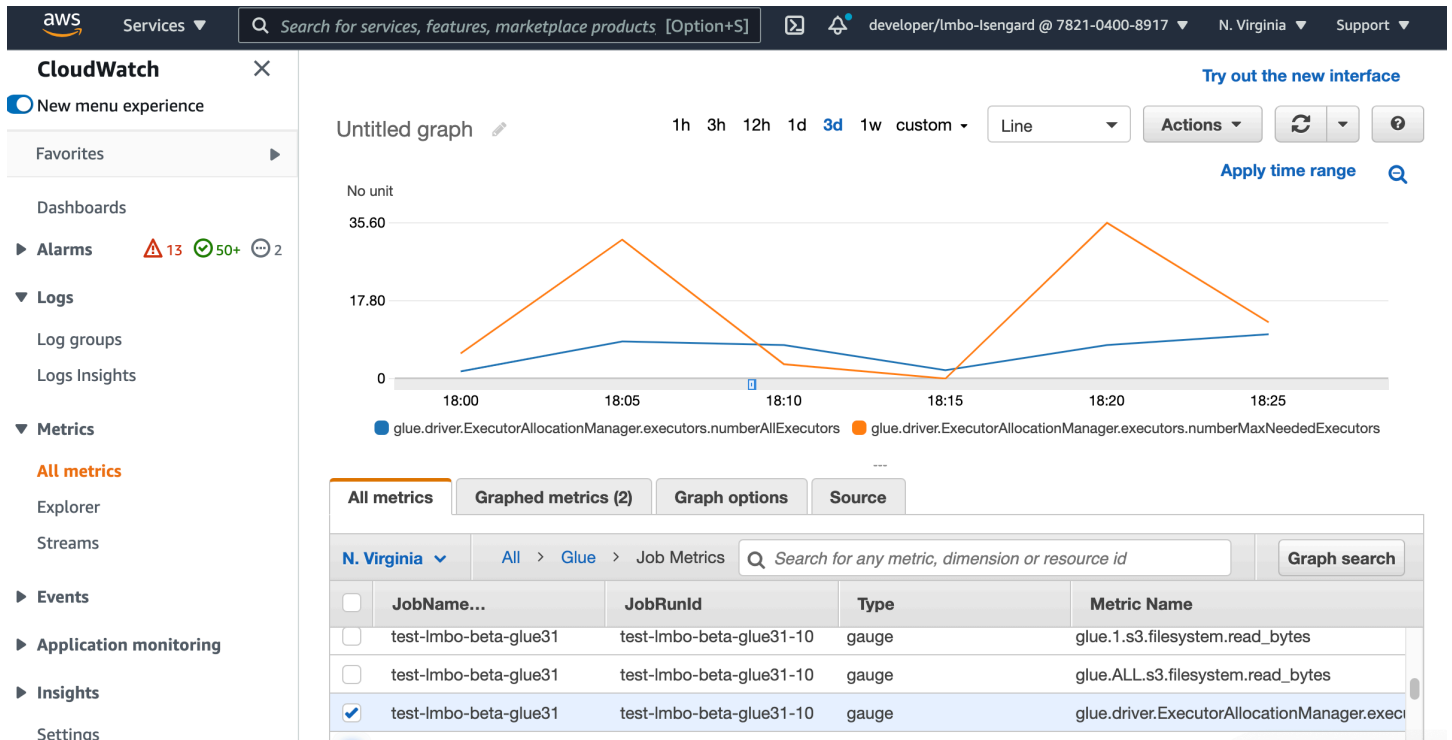 aws
Services ▼
Search for services, features, marketplace products, [Option+S]
developer/lmbo-Isengard @ 7821-0400-8917 ▼
N. Virginia ▼
Support ▼
CloudWatch
New menu experience
Favorites
Dashboards
Alarms 13 50+ 2
Logs
Log groups
Logs Insights
Metrics
All metrics
Explorer
Streams
Events
Application monitoring
Insights
Settings
Try out the new interface
Untitled graph
1h 3h 12h 1d 3d 1w custom
Line
Actions
?
Apply time range
No unit
35.60
17.80
0
18:00 18:05 18:10 18:15 18:20 18:25
glue.driver.ExecutorAllocationManager.executors.numberAllExecutors
glue.driver.ExecutorAllocationManager.executors.numberMaxNeededExecutors
---
All metrics
Graphed metrics (2)
Graph options
Source
N. Virginia
All > Glue > Job Metrics
Search for any metric, dimension or resource id
Graph search
JobName... JobRunId Type Metric Name
test-lmbo-beta-glue31 test-lmbo-beta-glue31-10 gauge glue.1.s3.filesystem.read_bytes
test-lmbo-beta-glue31 test-lmbo-beta-glue31-10 gauge glue.ALL.s3.filesystem.read_bytes
test-lmbo-beta-glue31 test-lmbo-beta-glue31-10 gauge glue.driver.ExecutorAllocationManager.execu